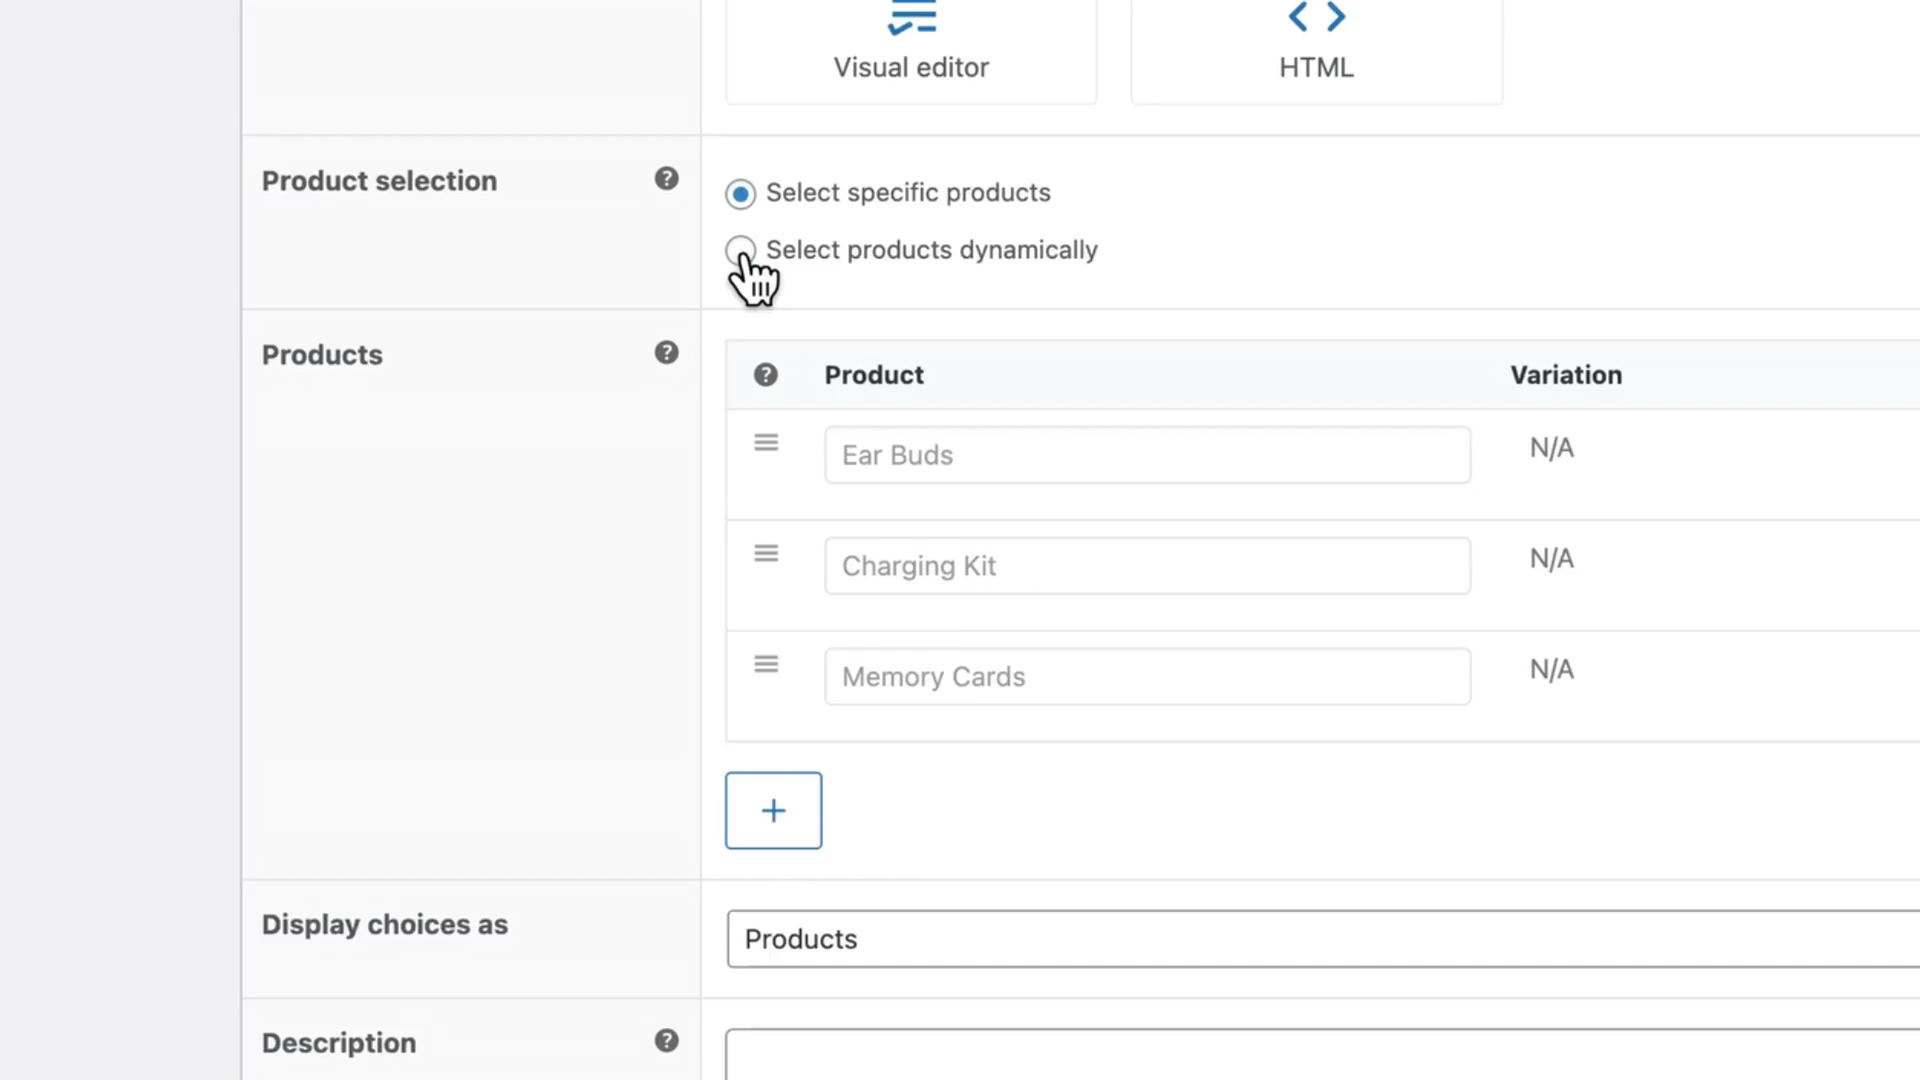 Visual editor
HTML
Product selection
Select specific products
Select products dynamically
Products
Product
Variation
Ear Buds
N/A
Charging Kit
N/A
Memory Cards
N/A
+
Display choices as
Products
Description